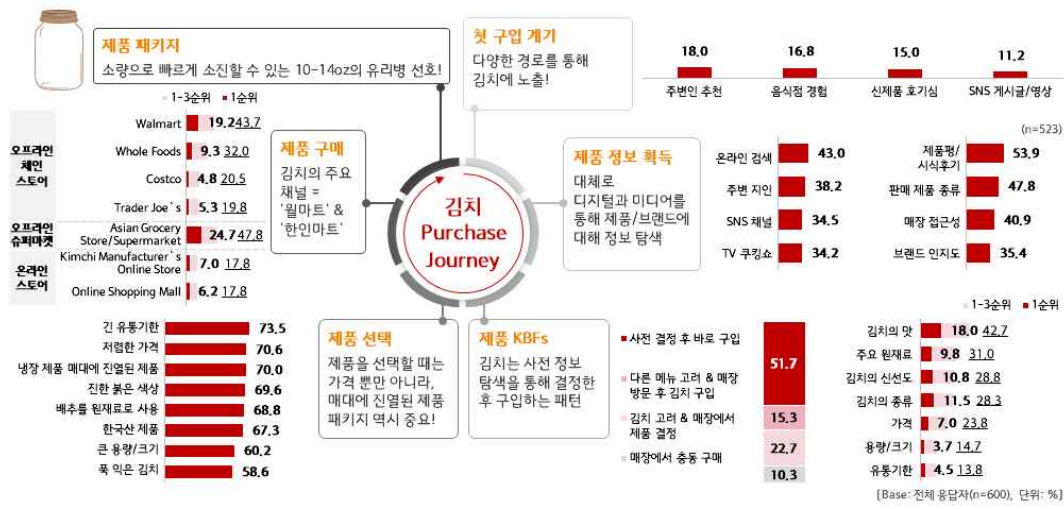 제품 패키지
소량으로 빠르게 소진할 수 있는 10-14oz의 유리병 선호!
첫 구입 계기
다양한 경로를 통해
김치에 노출!
18.0 16.8 15.0 11.2
주변인 추천 음식점 경험 신제품 호기심 SNS 게시글/영상
1-3순위 1순위
오프라인
체인
스토어
Walmart 19.2 43.7
Whole Foods 9.3 32.0
Costco 4.8 20.5
Trader Joe`s 5.3 19.8
오프라인
슈퍼마켓
Asian Grocery
Store/Supermarket 24.7 47.8
온라인
스토어
Kimchi Manufacturer`s
Online Store 7.0 17.8
Online Shopping Mall 6.2 17.8
제품 구매
김치의 주요
채널 =
'월마트' &
'한인마트'
김치
Purchase
Journey
제품 정보 획득
대체로
디지털과 미디어를
통해 제품/브랜드에
대해 정보 탐색
(n=523)
온라인 검색 43.0
주변 지인 38.2
SNS 채널 34.5
TV 쿠킹쇼 34.2
제품평/
시식후기 53.9
판매 제품 종류 47.8
매장 접근성 40.9
브랜드 인지도 35.4
긴 유통기한 73.5
저렴한 가격 70.6
냉장 제품 매대에 진열된 제품 70.0
진한 붉은 색상 69.6
배추를 원재료로 사용 68.8
한국산 제품 67.3
큰 용량/크기 60.2
푹 익은 김치 58.6
제품 선택
제품을 선택할 때는
가격 뿐만 아니라,
매대에 진열된 제품
패키지 역시 중요!
제품 KBFs
김치는 사전 정보
탐색을 통해 결정한
후 구입하는 패턴
사전 결정 후 바로 구입
다른 메뉴 고려 & 매장
방문 후 김치 구입
김치 고려 & 매장에서
제품 결정
매장에서 충동 구매
51.7
15.3
22.7
10.3
1-3순위 1순위
김치의 맛 18.0 42.7
주요 원재료 9.8 31.0
김치의 신선도 10.8 28.8
김치의 종류 11.5 28.3
가격 7.0 23.8
용량/크기 3.7 14.7
유통기한 4.5 13.8
[Base: 전체 응답자(n=600), 단위: %]